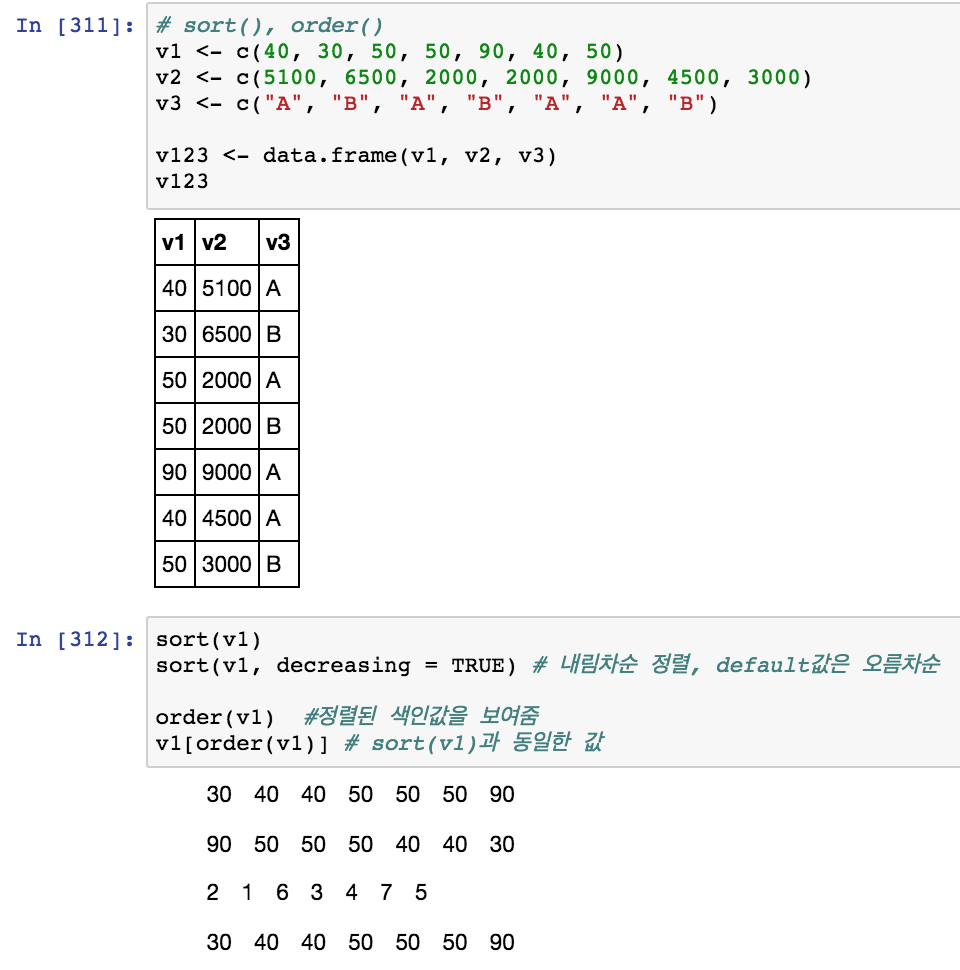 In [311]:
# sort(), order()
v1 <- c(40, 30, 50, 50, 90, 40, 50)
v2 <- c(5100, 6500, 2000, 2000, 9000, 4500, 3000)
v3 <- c("A", "B", "A", "B", "A", "A", "B")
v123 <- data.frame(v1, v2, v3)
v123
v1 v2 v3
40 5100 A
30 6500 B
50 2000 A
50 2000 B
90 9000 A
40 4500 A
50 3000 B
In [312]:
sort(v1)
sort(v1, decreasing = TRUE) # 내림차순 정렬, default값은 오름차순
order(v1)  #정렬된 색인값을 보여줌
v1[order(v1)] # sort(v1)과 동일한 값
30 40 40 50 50 50 90
90 50 50 50 40 40 30
2 1 6 3 4 7 5
30 40 40 50 50 50 90